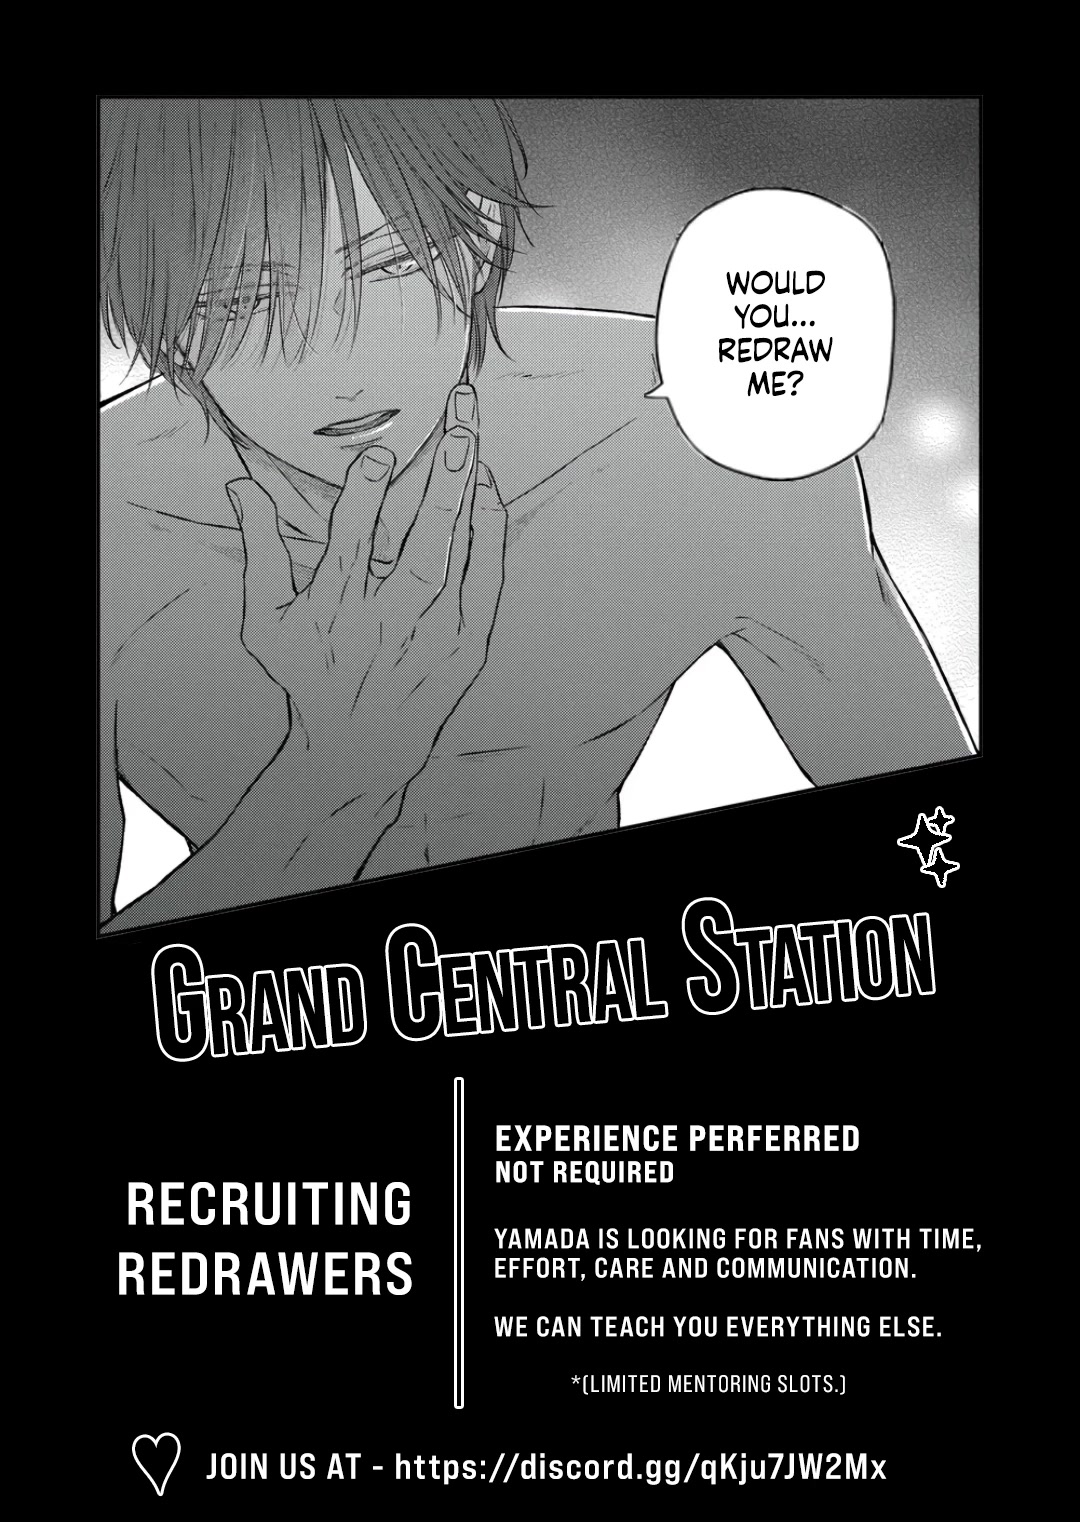 WOULD
YOU...
REDRAW
ME?
GRAND CENTRAL STATION
RECRUITING
REDRAWERS
EXPERIENCE PERFERRED
NOT REQUIRED
YAMADA IS LOOKING FOR FANS WITH TIME,
EFFORT, CARE AND COMMUNICATION.
WE CAN TEACH YOU EVERYTHING ELSE.
*(LIMITED MENTORING SLOTS.)
JOIN US AT - https://discord.gg/qKju7JW2Mx